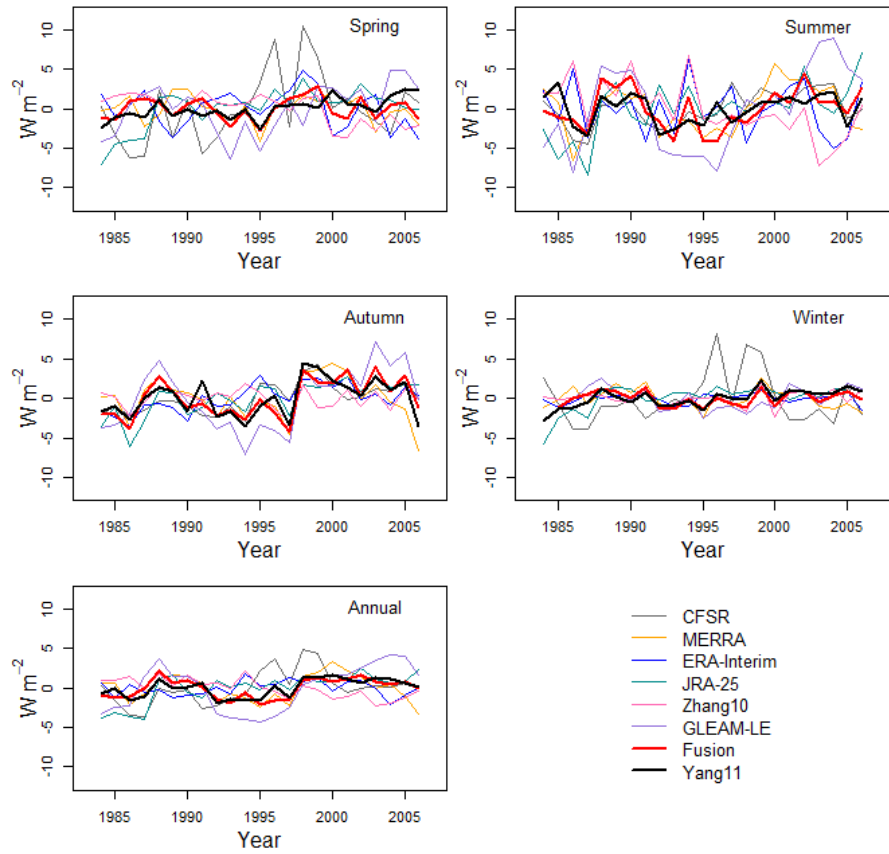 Spring
W m−2
10
5
0
-5
-10
1985 1990 1995 2000 2005
Year
Summer
W m−2
10
5
0
-5
-10
1985 1990 1995 2000 2005
Year
Autumn
W m−2
10
5
0
-5
-10
1985 1990 1995 2000 2005
Year
Winter
W m−2
10
5
0
-5
-10
1985 1990 1995 2000 2005
Year
Annual
W m−2
10
5
0
-5
-10
1985 1990 1995 2000 2005
Year
CFSR
MERRA
ERA-Interim
JRA-25
Zhang10
GLEAM-LE
Fusion
Yang11